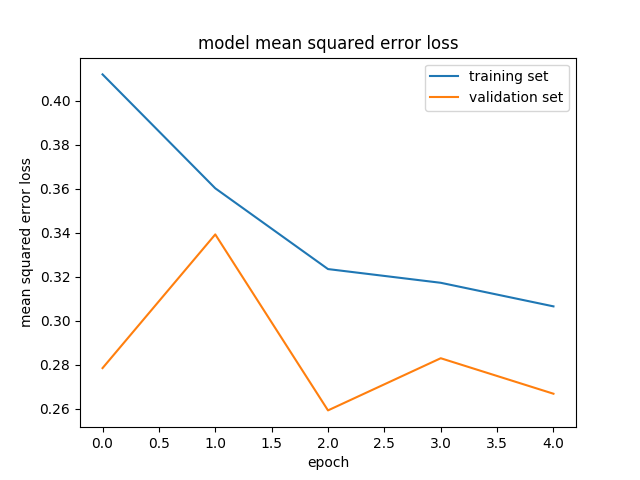 model mean squared error loss
training set
validation set
0.40
0.38
0.36
0.34
0.32
0.30
0.28
0.26
mean squared error loss
0.0 0.5 1.0 1.5 2.0 2.5 3.0 3.5 4.0
epoch